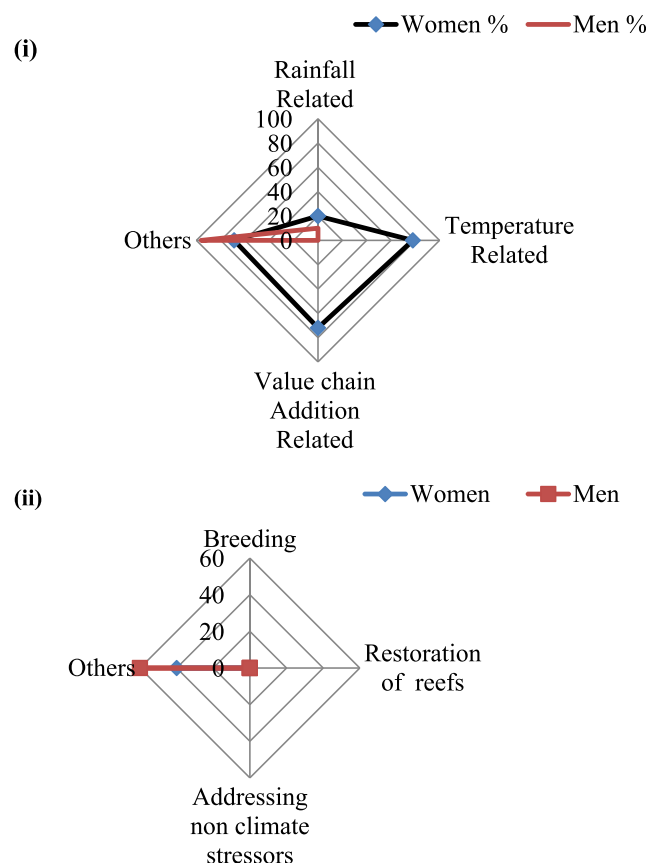 Women % Men %
(i)
Rainfall
Related
100
80
60
40
20
0
Others
Temperature
Related
Value chain
Addition
Related
(ii)
Women Men
Breeding
60
40
20
0
Others
Restoration
of reefs
Addressing
non climate
stressors